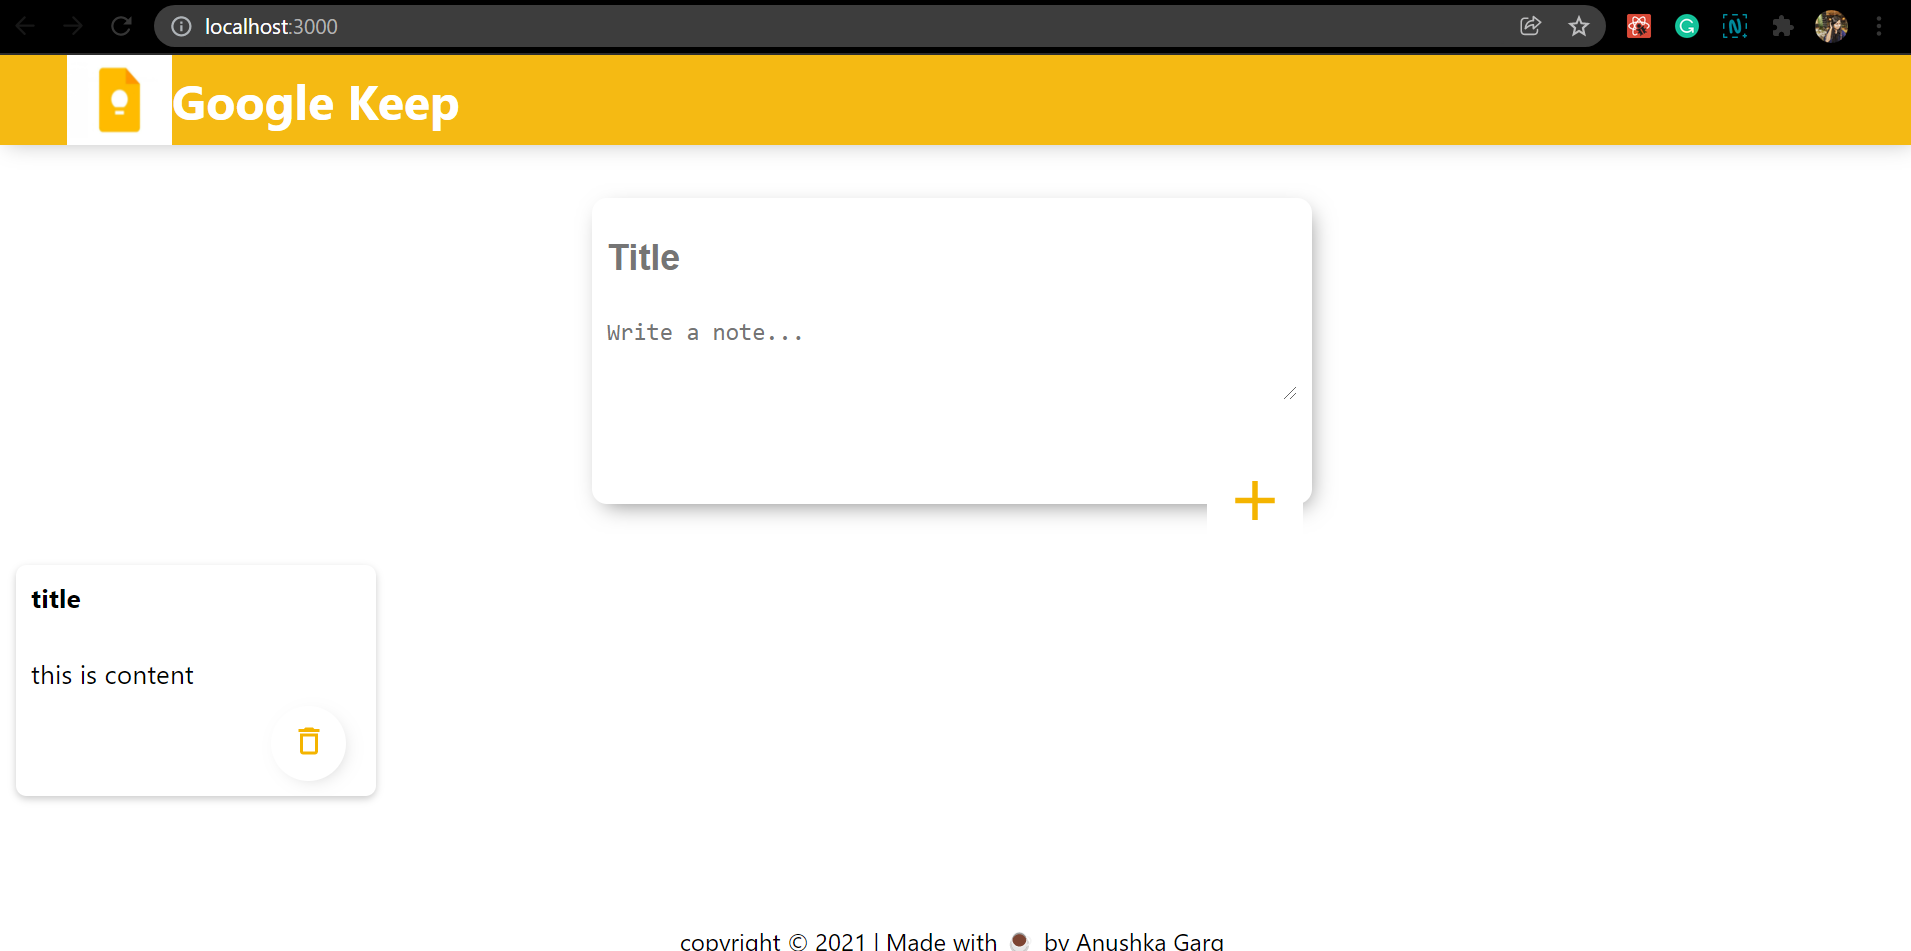 localhost:3000
Google Keep
Title
Write a note...
title
this is content
copyright © 2021 | Made with ☕ by Anushka Garg